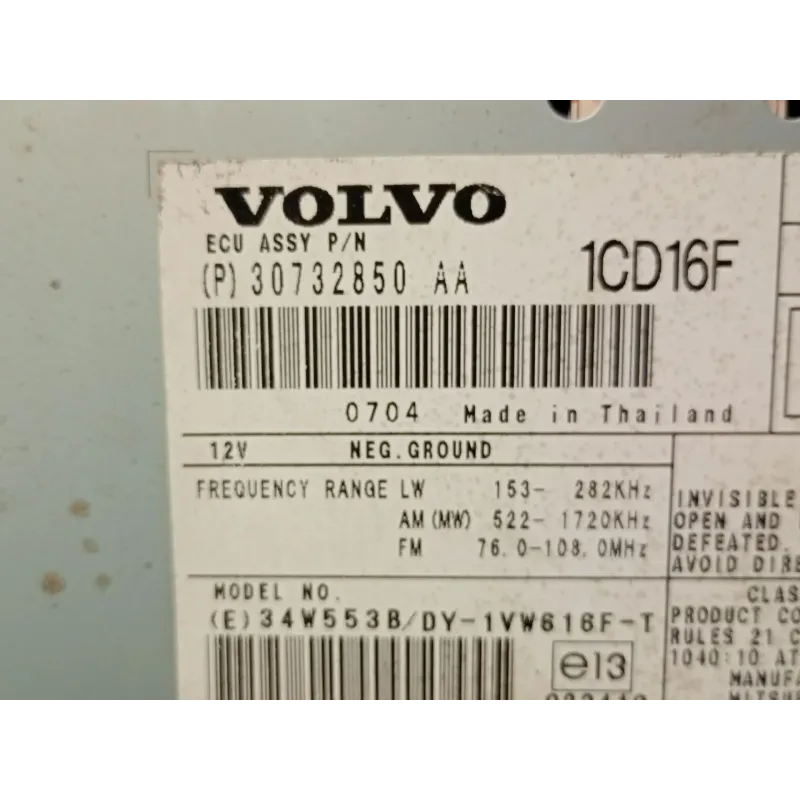 VOLVO
ECU ASSY P/N
(P) 30732850 AA
1CD16F
0704 Made in Thailand
12V NEG.GROUND
FREQUENCY RANGE LW 153- 282KHz
AM (MW) 522- 1720KHz
FM 76.0-108.0MHz
INVISIBLE
OPEN AND
DEFEATED.
AVOID DIRE
MODEL NO.
(E) 34W553B/DY-1VW616F-T
e13
CLAS
PRODUCT CO
RULES 21 C
1040:10 AT
MANUFA